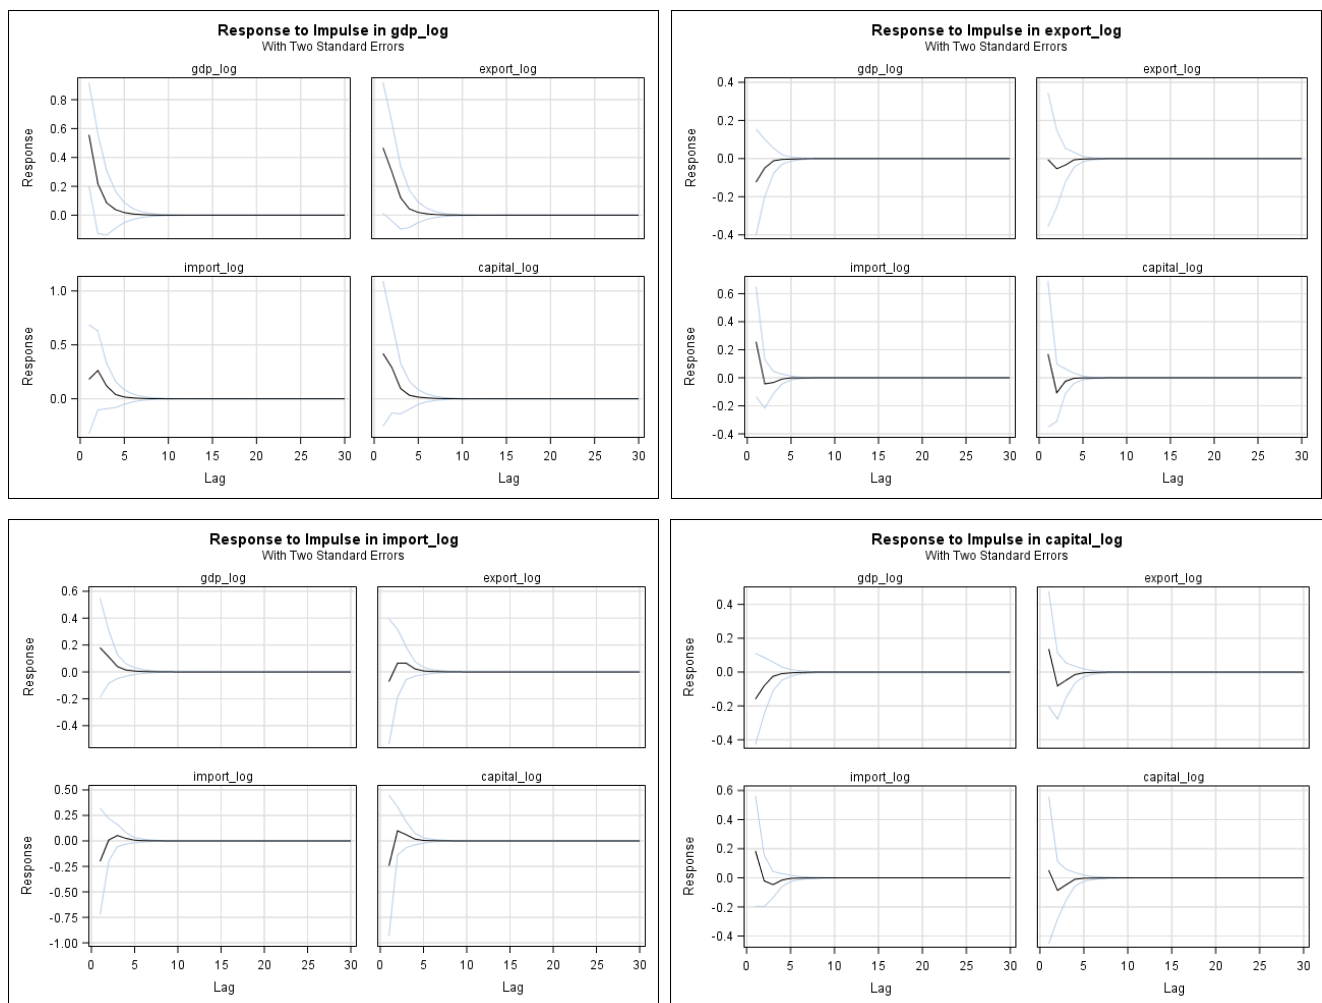 Response to Impulse in gdp_log
With Two Standard Errors
gdp_log export_log
Response
0.8
0.6
0.4
0.2
0.0
import_log capital_log
Response
1.0
0.5
0.0
0 5 10 15 20 25 30 0 5 10 15 20 25 30
Lag Lag
Response to Impulse in export_log
With Two Standard Errors
gdp_log export_log
Response
0.4
0.2
0.0
-0.2
-0.4
import_log capital_log
Response
0.6
0.4
0.2
0.0
-0.2
-0.4
0 5 10 15 20 25 30 0 5 10 15 20 25 30
Lag Lag
Response to Impulse in import_log
With Two Standard Errors
gdp_log export_log
Response
0.6
0.4
0.2
0.0
-0.2
-0.4
import_log capital_log
Response
0.50
0.25
0.00
-0.25
-0.50
-0.75
-1.00
0 5 10 15 20 25 30 0 5 10 15 20 25 30
Lag Lag
Response to Impulse in capital_log
With Two Standard Errors
gdp_log export_log
Response
0.4
0.2
0.0
-0.2
-0.4
import_log capital_log
Response
0.6
0.4
0.2
0.0
-0.2
-0.4
0 5 10 15 20 25 30 0 5 10 15 20 25 30
Lag Lag